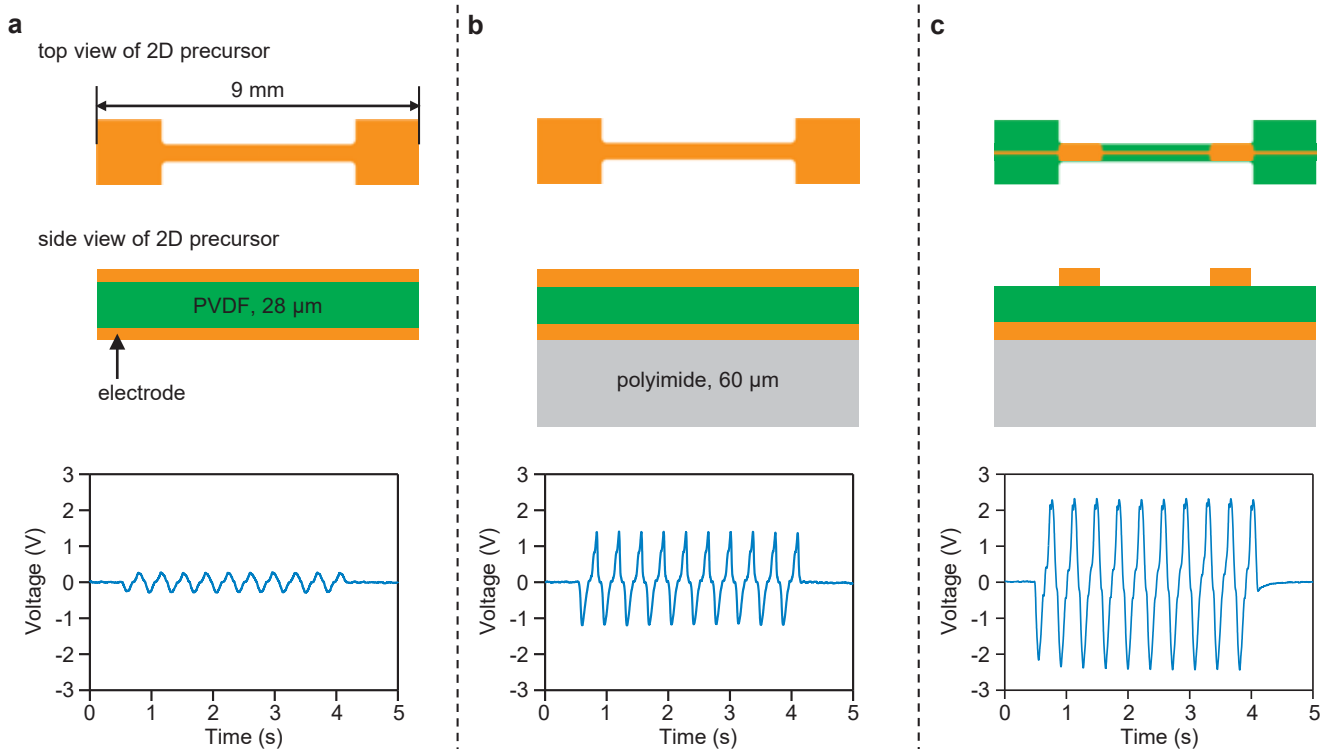 a
top view of 2D precursor
9 mm
side view of 2D precursor
PVDF, 28 µm
electrode
3
2
1
0
-1
-2
-3
Voltage (V)
0 1 2 3 4 5
Time (s)
b
polyimide, 60 µm
3
2
1
0
-1
-2
-3
Voltage (V)
0 1 2 3 4 5
Time (s)
c
3
2
1
0
-1
-2
-3
Voltage (V)
0 1 2 3 4 5
Time (s)